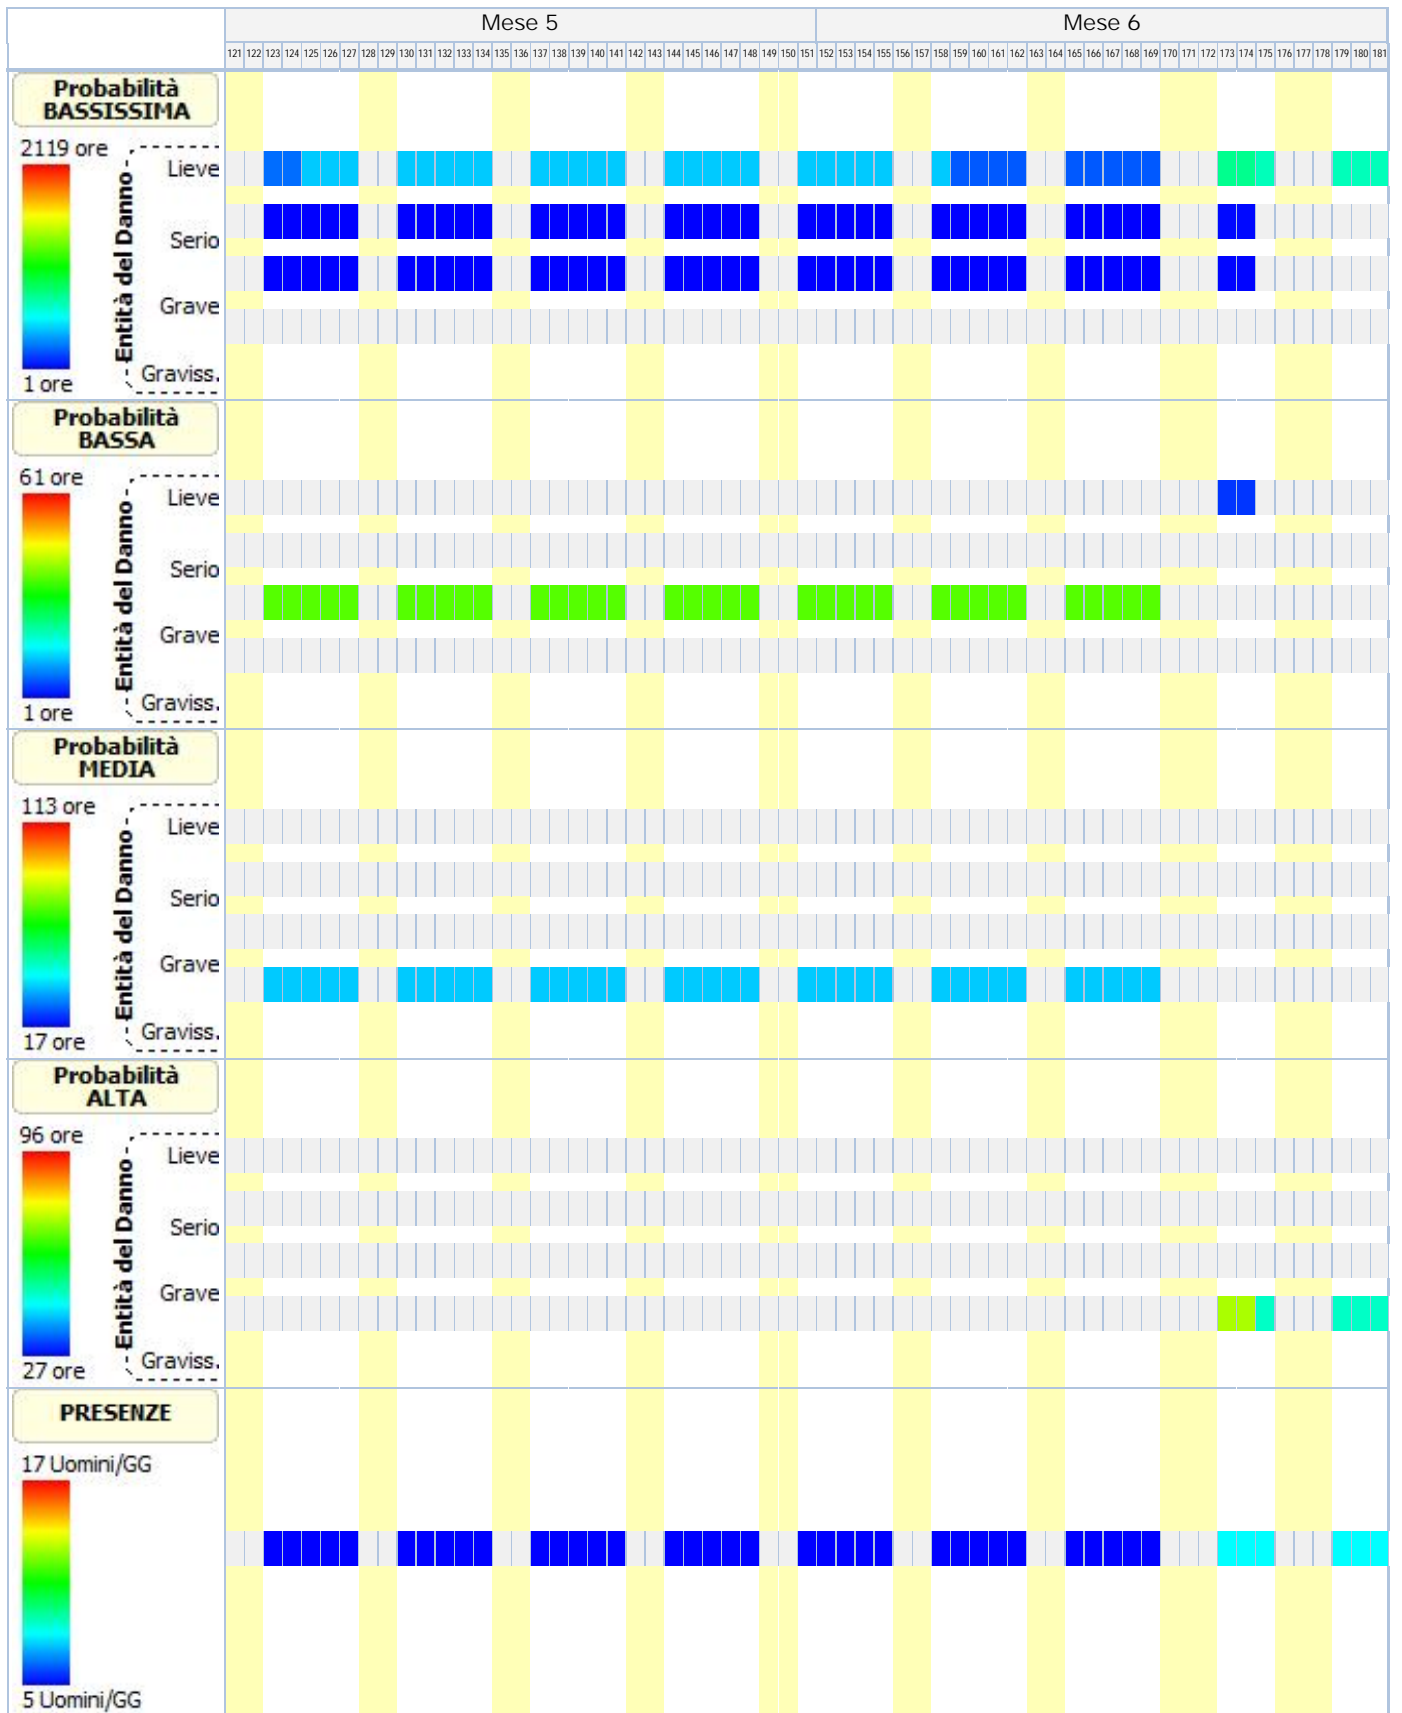 Mese 5 Mese 6
121 122 123 124 125 126 127 128 129 130 131 132 133 134 135 136 137 138 139 140 141 142 143 144 145 146 147 148 149 150 151 152 153 154 155 156 157 158 159 160 161 162 163 164 165 166 167 168 169 170 171 172 173 174 175 176 177 178 179 180 181
Probabilità
BASSISSIMA
2119 ore
Entità del Danno
Lieve
Serio
Grave
Graviss.
1 ore
Probabilità
BASSA
61 ore
Entità del Danno
Lieve
Serio
Grave
Graviss.
1 ore
Probabilità
MEDIA
113 ore
Entità del Danno
Lieve
Serio
Grave
Graviss.
17 ore
Probabilità
ALTA
96 ore
Entità del Danno
Lieve
Serio
Grave
Graviss.
27 ore
PRESENZE
17 Uomini/GG
5 Uomini/GG